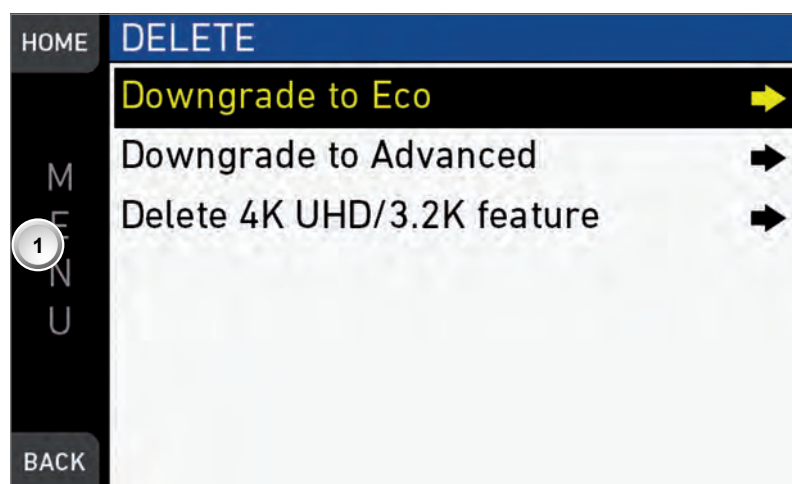 HOME
DELETE
Downgrade to Eco
Downgrade to Advanced
Delete 4K UHD/3.2K feature
MENU
1
BACK